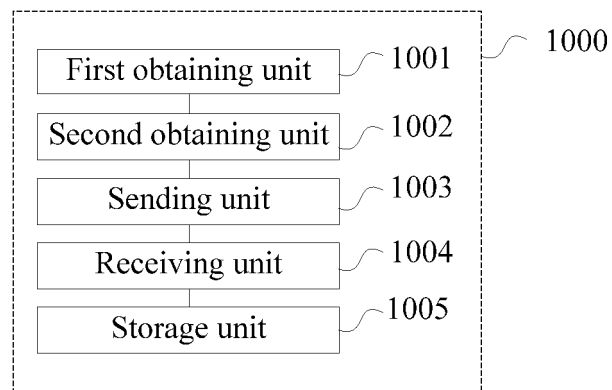 1000
First obtaining unit 1001
Second obtaining unit 1002
Sending unit 1003
Receiving unit 1004
Storage unit 1005